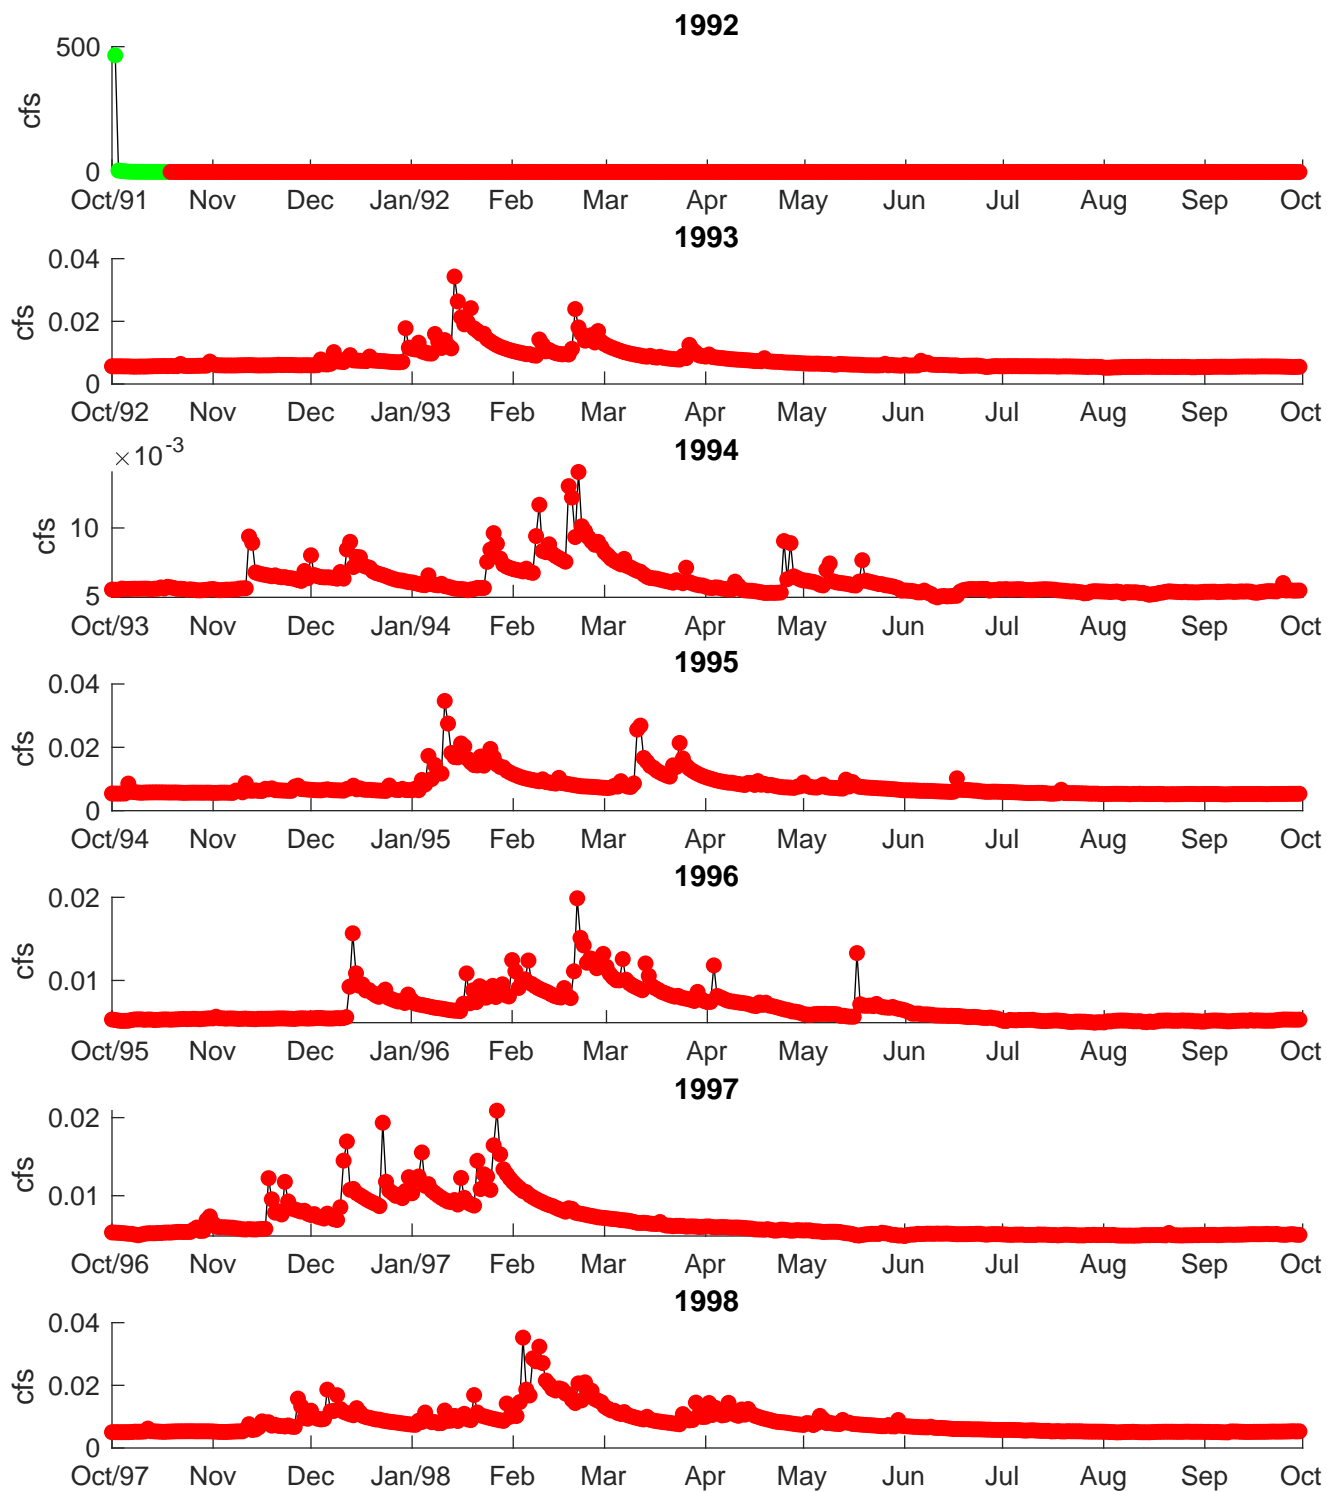 1992
500
cfs
0
Oct/91 Nov Dec Jan/92 Feb Mar Apr May Jun Jul Aug Sep Oct
1993
0.04
cfs
0.02
0
Oct/92 Nov Dec Jan/93 Feb Mar Apr May Jun Jul Aug Sep Oct
1994
×10⁻³
cfs
10
5
Oct/93 Nov Dec Jan/94 Feb Mar Apr May Jun Jul Aug Sep Oct
1995
0.04
cfs
0.02
0
Oct/94 Nov Dec Jan/95 Feb Mar Apr May Jun Jul Aug Sep Oct
1996
0.02
cfs
0.01
Oct/95 Nov Dec Jan/96 Feb Mar Apr May Jun Jul Aug Sep Oct
1997
0.02
cfs
0.01
Oct/96 Nov Dec Jan/97 Feb Mar Apr May Jun Jul Aug Sep Oct
1998
0.04
cfs
0.02
0
Oct/97 Nov Dec Jan/98 Feb Mar Apr May Jun Jul Aug Sep Oct